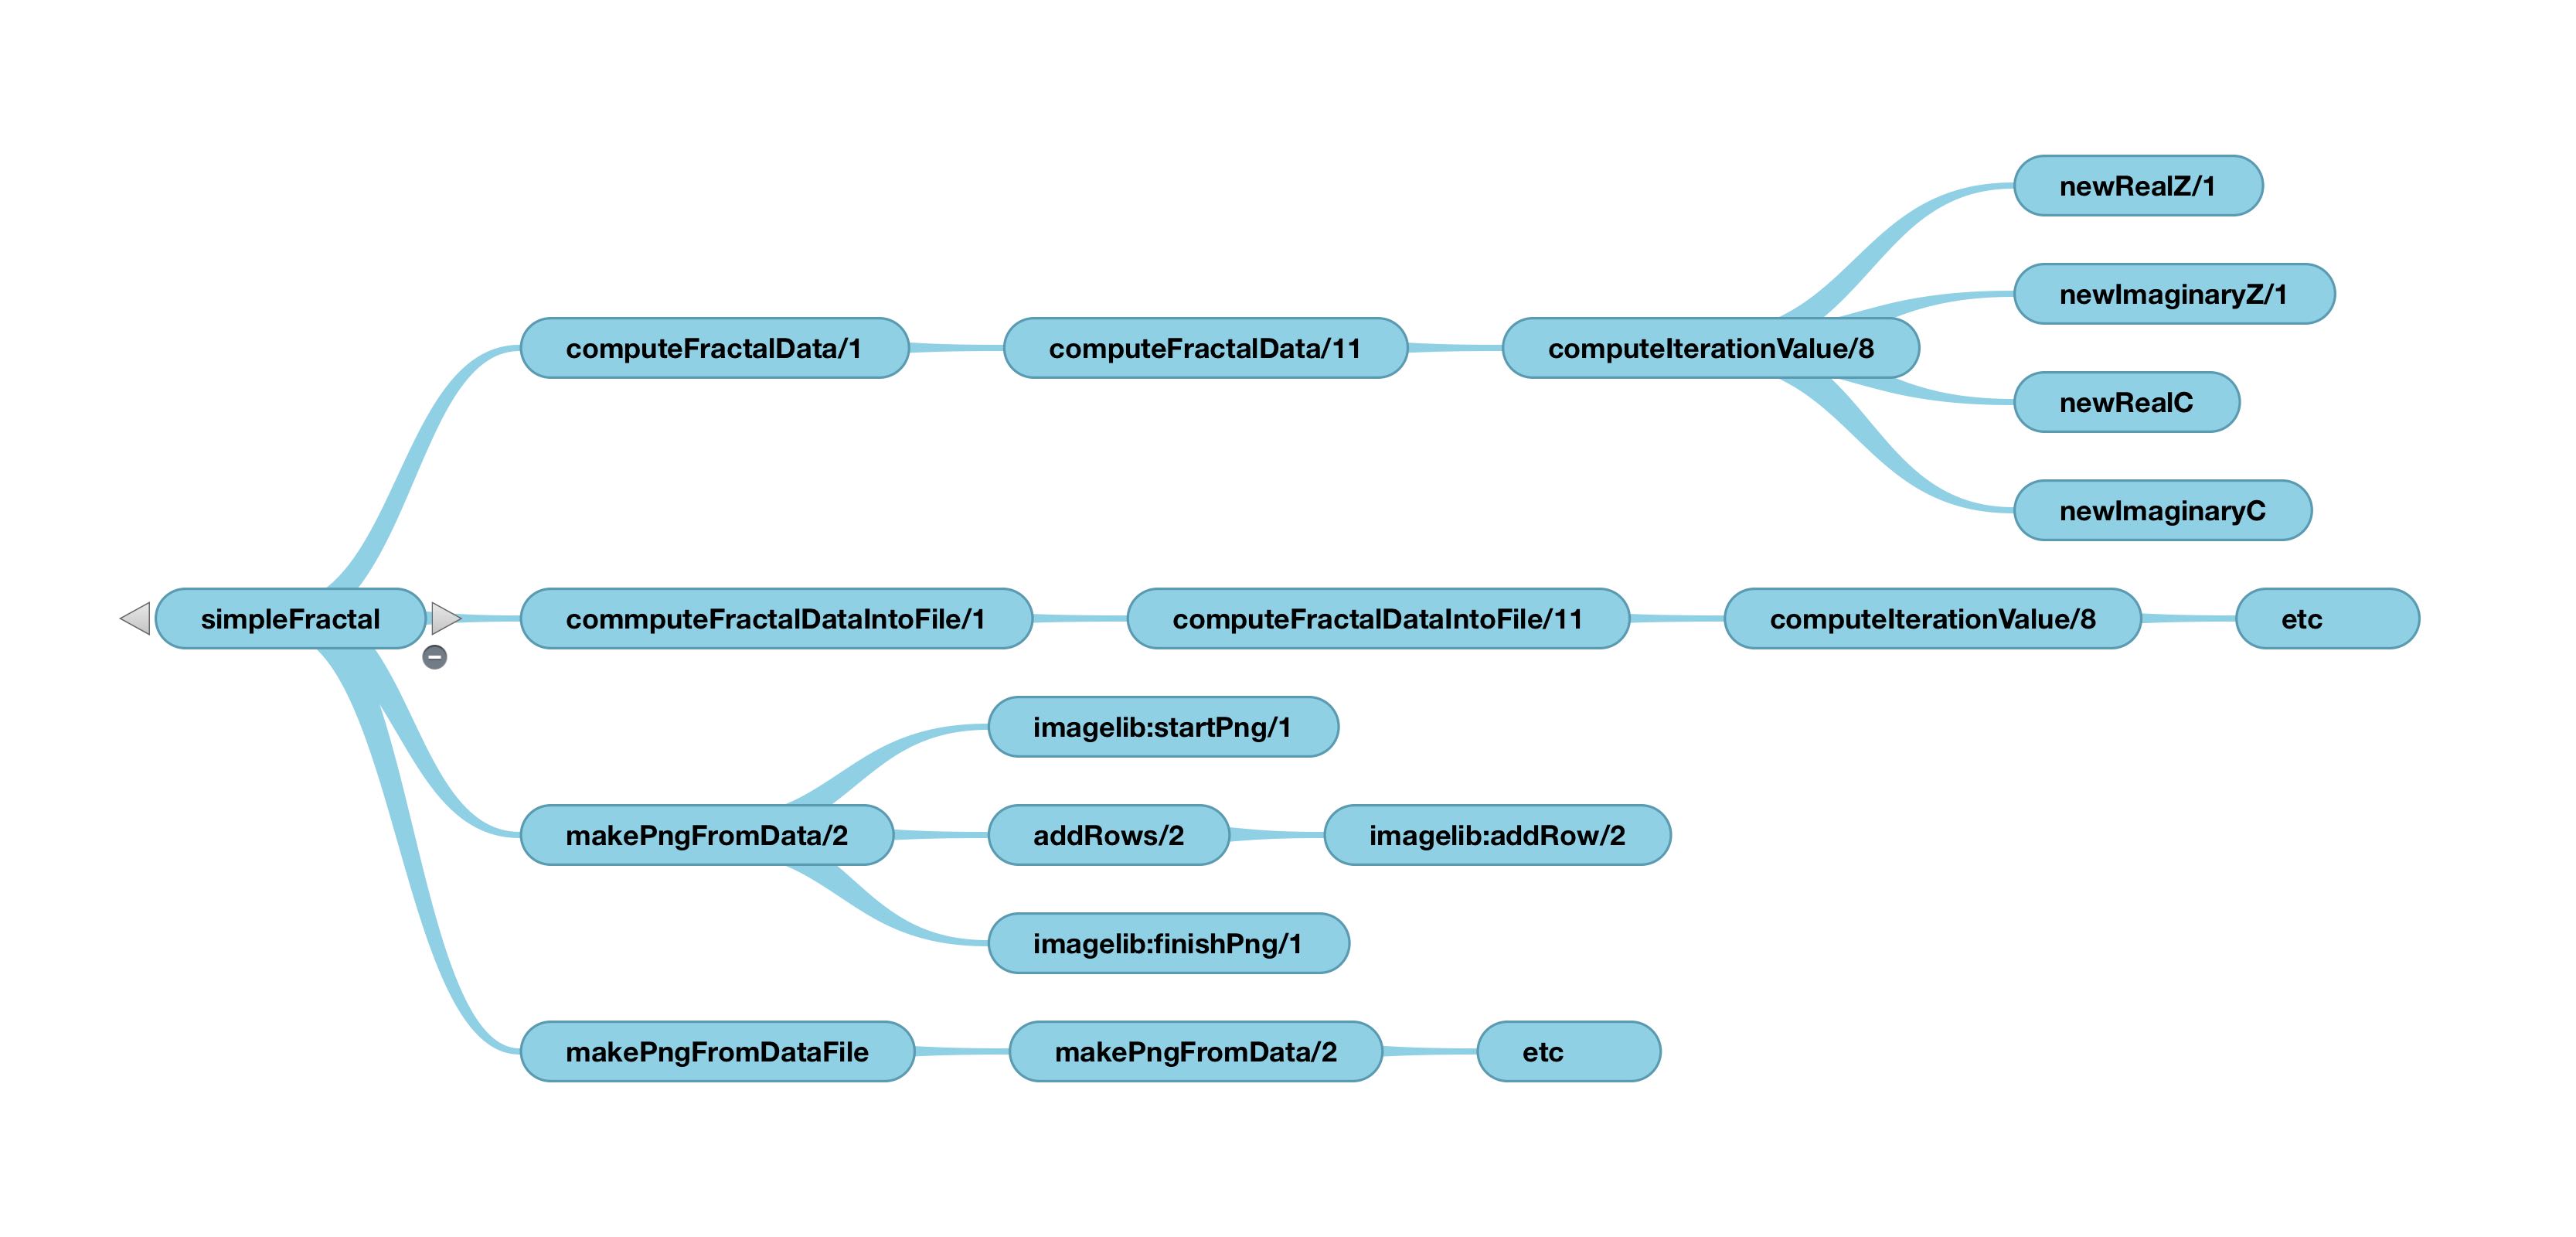 newRealZ/1
newImaginaryZ/1
computeFractalData/1
computeFractalData/11
computeIterationValue/8
newRealC
newImaginaryC
simpleFractal
commputeFractalDataIntoFile/1
computeFractalDataIntoFile/11
computeIterationValue/8
etc
imagelib:startPng/1
makePngFromData/2
addRows/2
imagelib:addRow/2
imagelib:finishPng/1
makePngFromDataFile
makePngFromData/2
etc